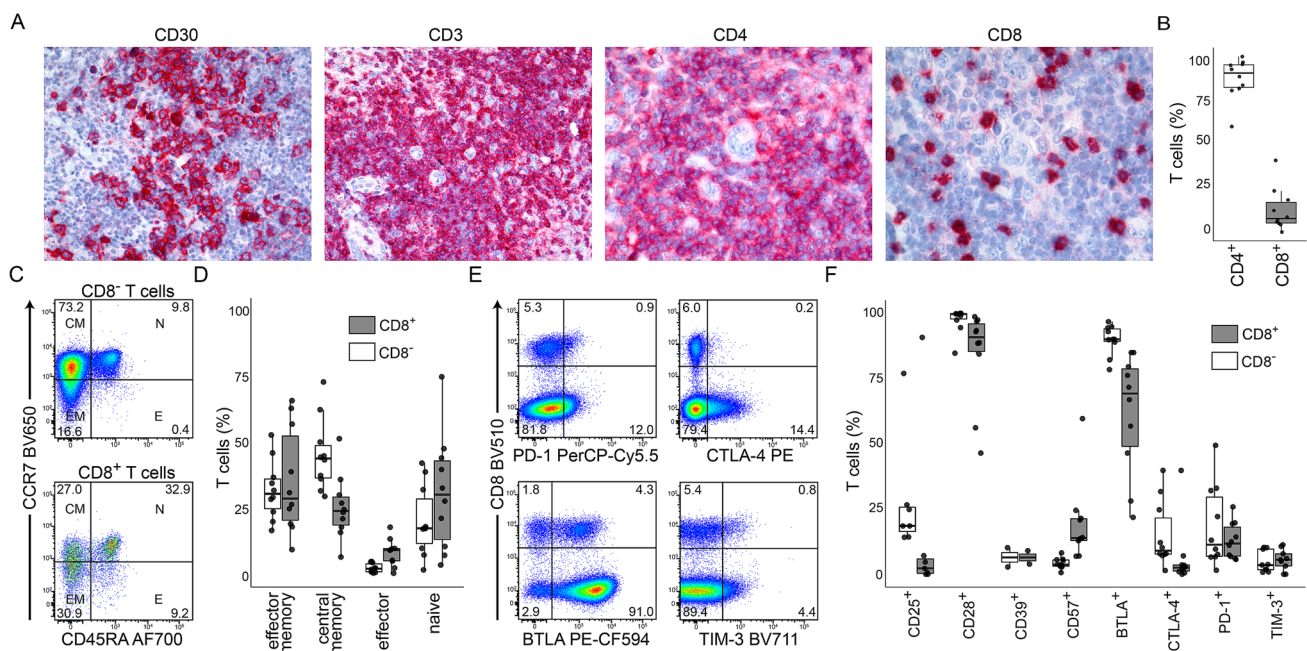 A
CD30
CD3
CD4
CD8
B
T cells (%)
100
75
50
25
0
CD4+
CD8+
C
CD8- T cells
73.2
9.8
CM
N
EM
E
16.6
0.4
CD8+ T cells
27.0
32.9
CM
N
EM
E
30.9
9.2
CCR7 BV650
CD45RA AF700
D
T cells (%)
100
75
50
25
0
CD8+
CD8-
effector memory
central memory
effector
naive
E
CD8 BV510
5.3
0.9
81.8
12.0
PD-1 PerCP-Cy5.5
6.0
0.2
79.4
14.4
CTLA-4 PE
1.8
4.3
12.9
91.0
BTLA PE-CF594
5.4
0.8
89.4
4.4
TIM-3 BV711
F
T cells (%)
100
75
50
25
0
CD8+
CD8-
CD25+
CD28+
CD39+
CD57+
BTLA+
CTLA-4+
PD-1+
TIM-3+